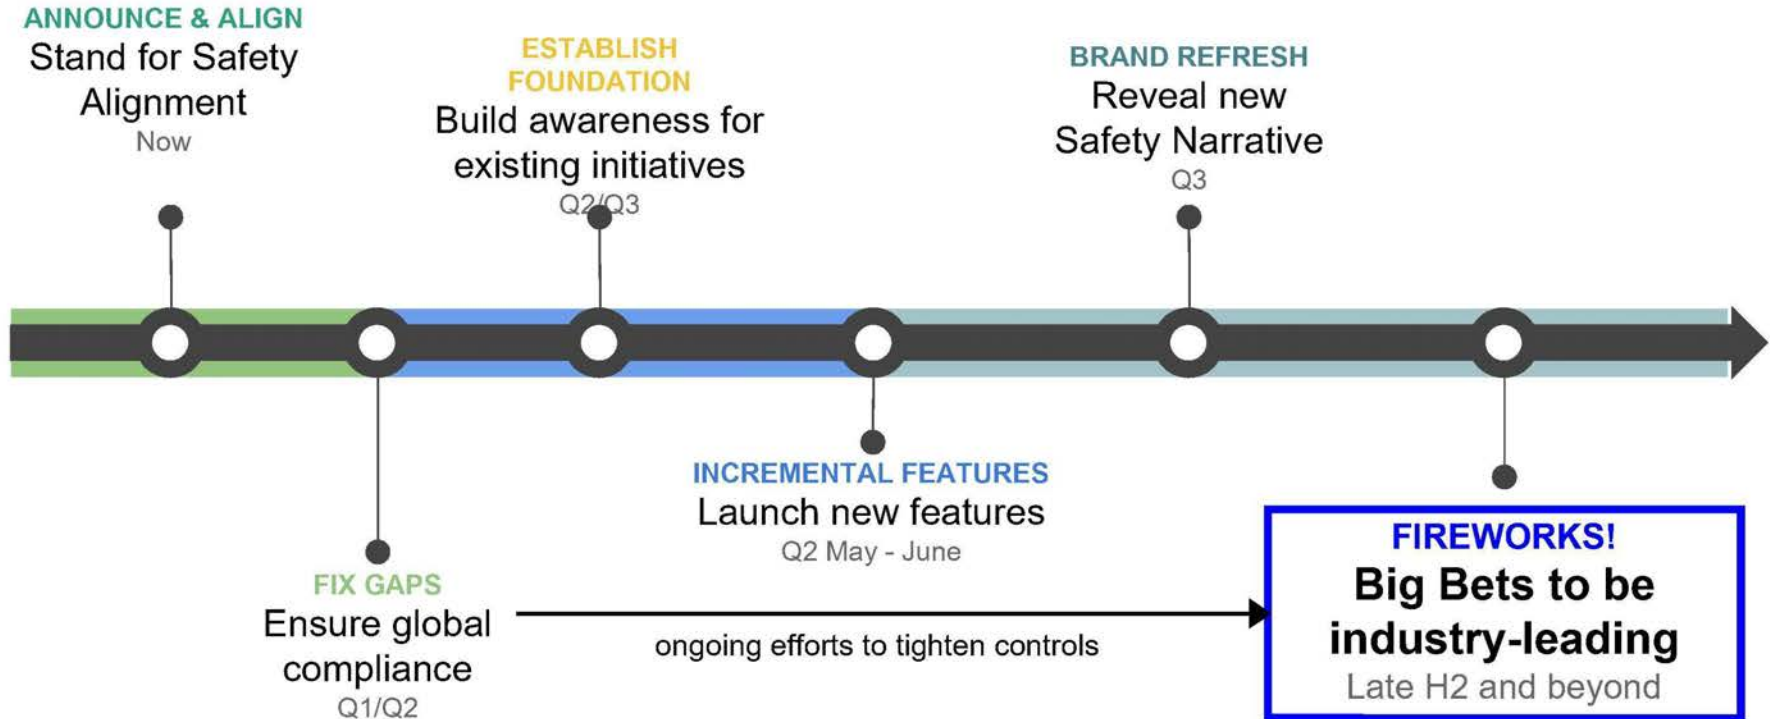 ANNOUNCE & ALIGN
Stand for Safety
Alignment
Now
ESTABLISH
FOUNDATION
Build awareness for
existing initiatives
Q2/Q3
BRAND REFRESH
Reveal new
Safety Narrative
Q3
FIX GAPS
Ensure global
compliance
Q1/Q2
INCREMENTAL FEATURES
Launch new features
Q2 May - June
ongoing efforts to tighten controls
FIREWORKS!
Big Bets to be
industry-leading
Late H2 and beyond